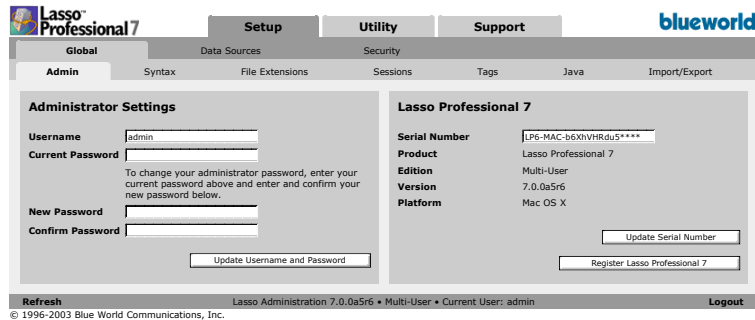 Lasso™
Professional 7
Setup Utility Support
blueworld
Global Data Sources Security
Admin Syntax File Extensions Sessions Tags Java Import/Export
Administrator Settings
Username admin
Current Password
To change your administrator password, enter your
current password above and enter and confirm your
new password below.
New Password
Confirm Password
Update Username and Password
Lasso Professional 7
Serial Number LP6-MAC-b6XhVHRdu5****
Product Lasso Professional 7
Edition Multi-User
Version 7.0.0a5r6
Platform Mac OS X
Update Serial Number
Register Lasso Professional 7
Refresh Lasso Administration 7.0.0a5r6 • Multi-User • Current User: admin Logout
© 1996-2003 Blue World Communications, Inc.